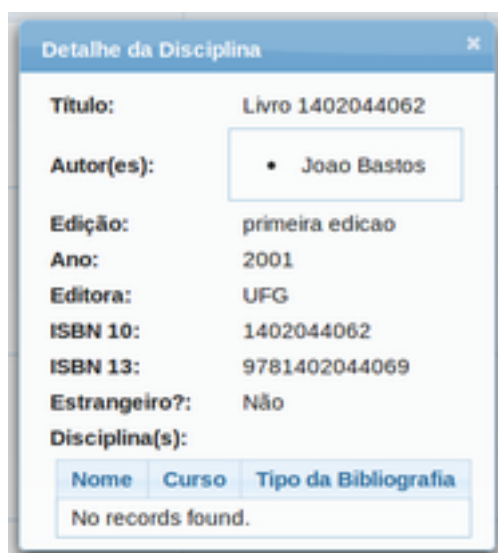 Detalhe da Disciplina
Título: Livro 1402044062
Autor(es): • Joao Bastos
Edição: primeira edicao
Ano: 2001
Editora: UFG
ISBN 10: 1402044062
ISBN 13: 9781402044069
Estrangeiro?: Não
Disciplina(s):
Nome Curso Tipo da Bibliografia
No records found.